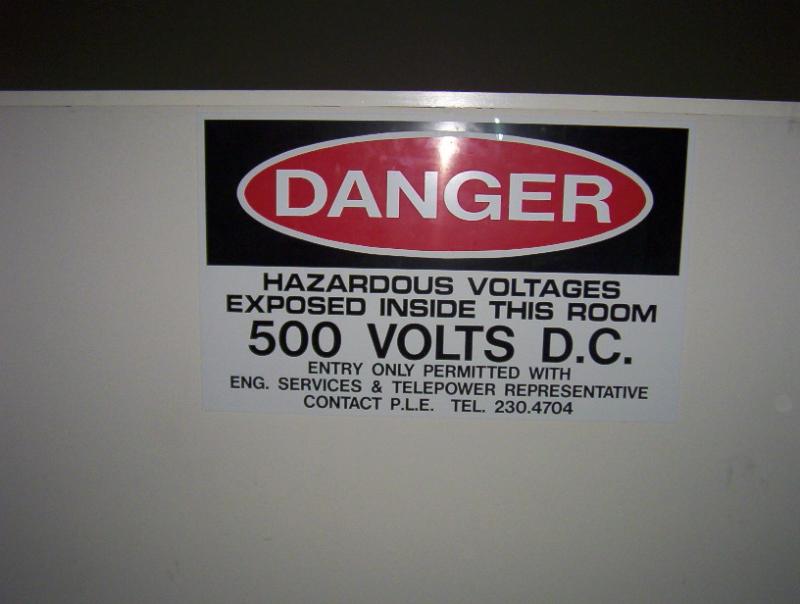 DANGER
HAZARDOUS VOLTAGES
EXPOSED INSIDE THIS ROOM
500 VOLTS D.C.
ENTRY ONLY PERMITTED WITH
ENG. SERVICES & TELEPOWER REPRESENTATIVE
CONTACT P.L.E. TEL. 230.4704